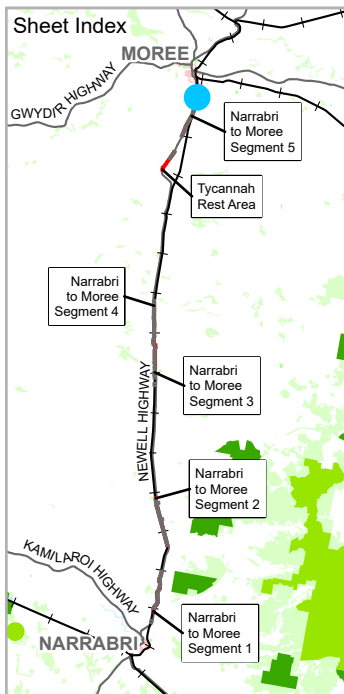 Sheet Index
MOREE
GWYDIR HIGHWAY
Narrabri
to Moree
Segment 5
Tycannah
Rest Area
Narrabri
to Moree
Segment 4
Narrabri
to Moree
Segment 3
NEWELL HIGHWAY
Narrabri
to Moree
Segment 2
KAMILAROI HIGHWAY
Narrabri
to Moree
Segment 1
NARRABRI